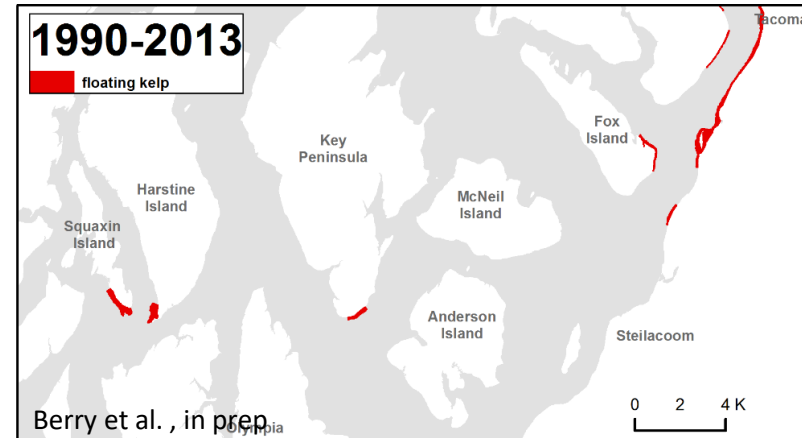 1990-2013
floating kelp
Tacoma
Fox
Island
Key
Peninsula
Harstine
Island
McNeil
Island
Squaxin
Island
Anderson
Island
Steilacoom
0 2 4 K
Berry et al. , in prep
Olympia